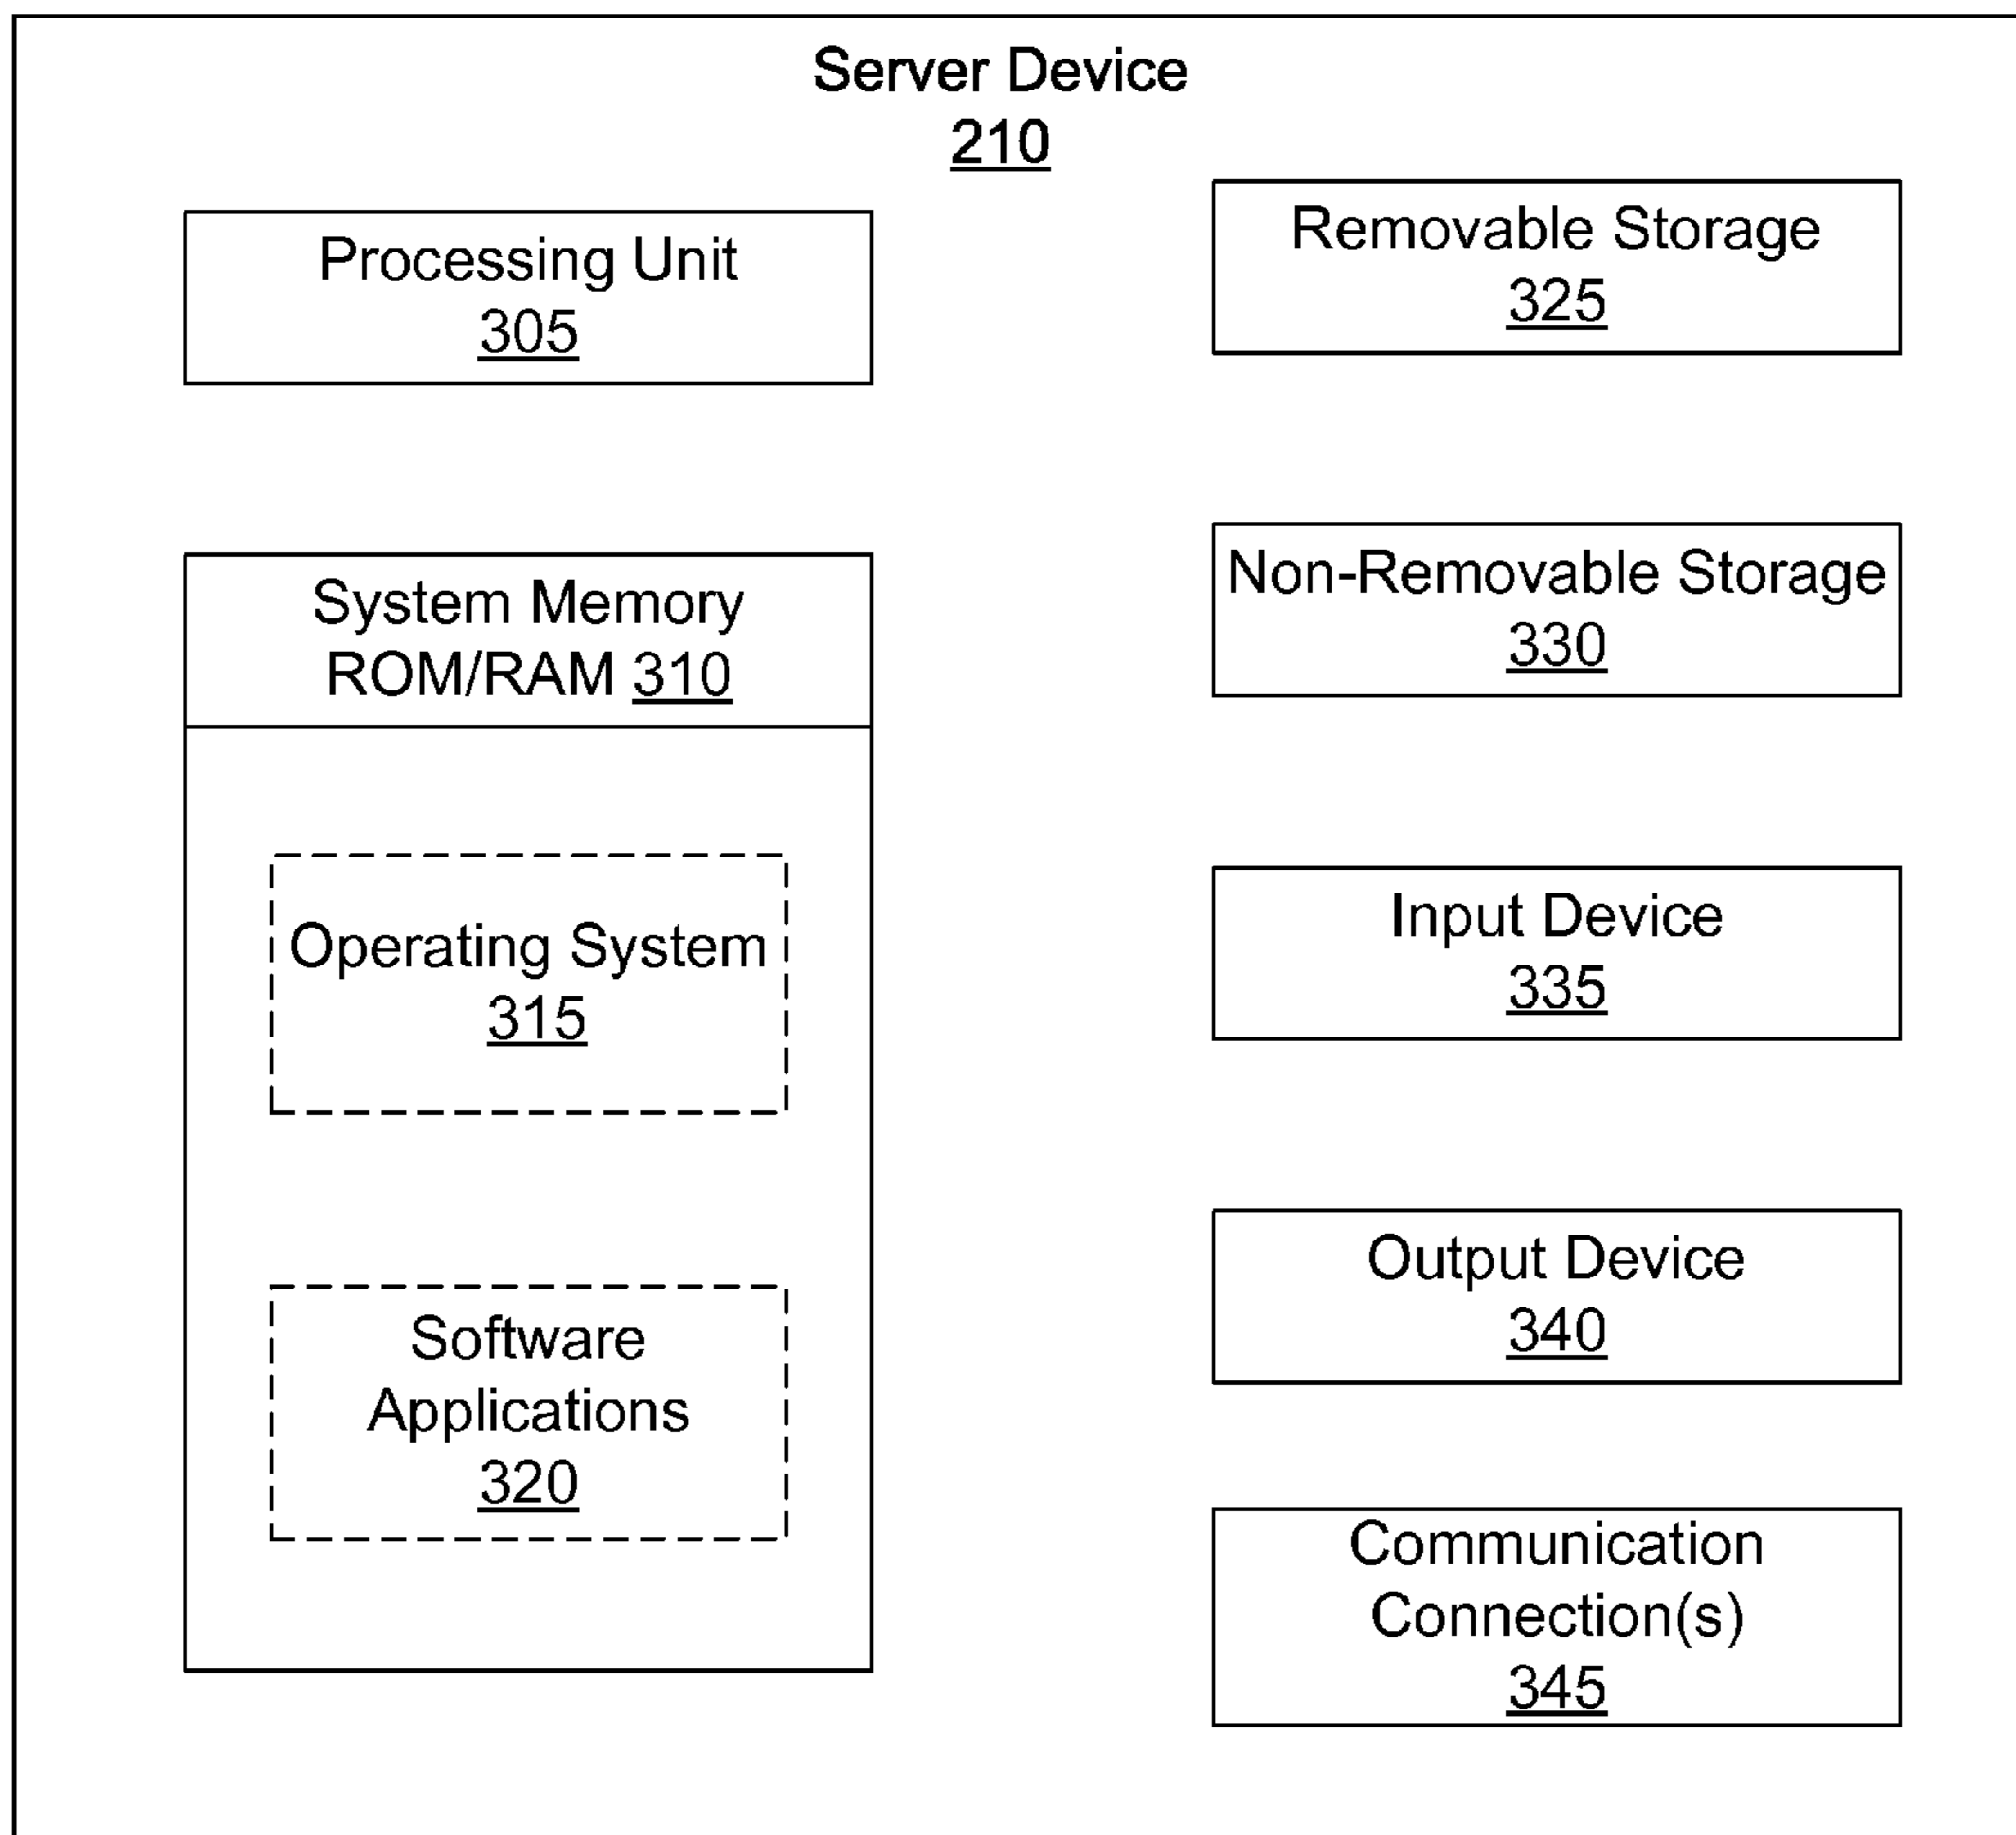 Server Device
210
Processing Unit
305
System Memory
ROM/RAM 310
Operating System
315
Software
Applications
320
Removable Storage
325
Non-Removable Storage
330
Input Device
335
Output Device
340
Communication
Connection(s)
345